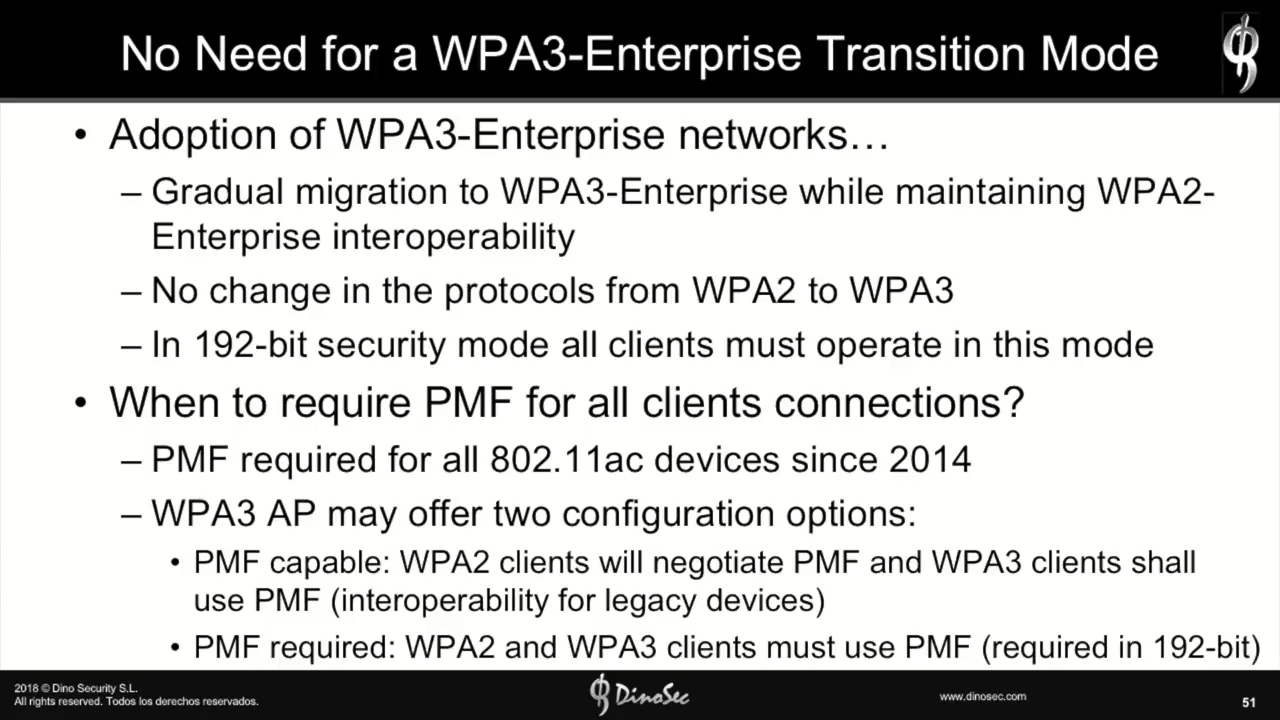 No Need for a WPA3-Enterprise Transition Mode
• Adoption of WPA3-Enterprise networks…
– Gradual migration to WPA3-Enterprise while maintaining WPA2-
Enterprise interoperability
– No change in the protocols from WPA2 to WPA3
– In 192-bit security mode all clients must operate in this mode
• When to require PMF for all clients connections?
– PMF required for all 802.11ac devices since 2014
– WPA3 AP may offer two configuration options:
• PMF capable: WPA2 clients will negotiate PMF and WPA3 clients shall
use PMF (interoperability for legacy devices)
• PMF required: WPA2 and WPA3 clients must use PMF (required in 192-bit)
2018 © Dino Security S.L.
All rights reserved. Todos los derechos reservados.
DinoSec
www.dinosec.com
51